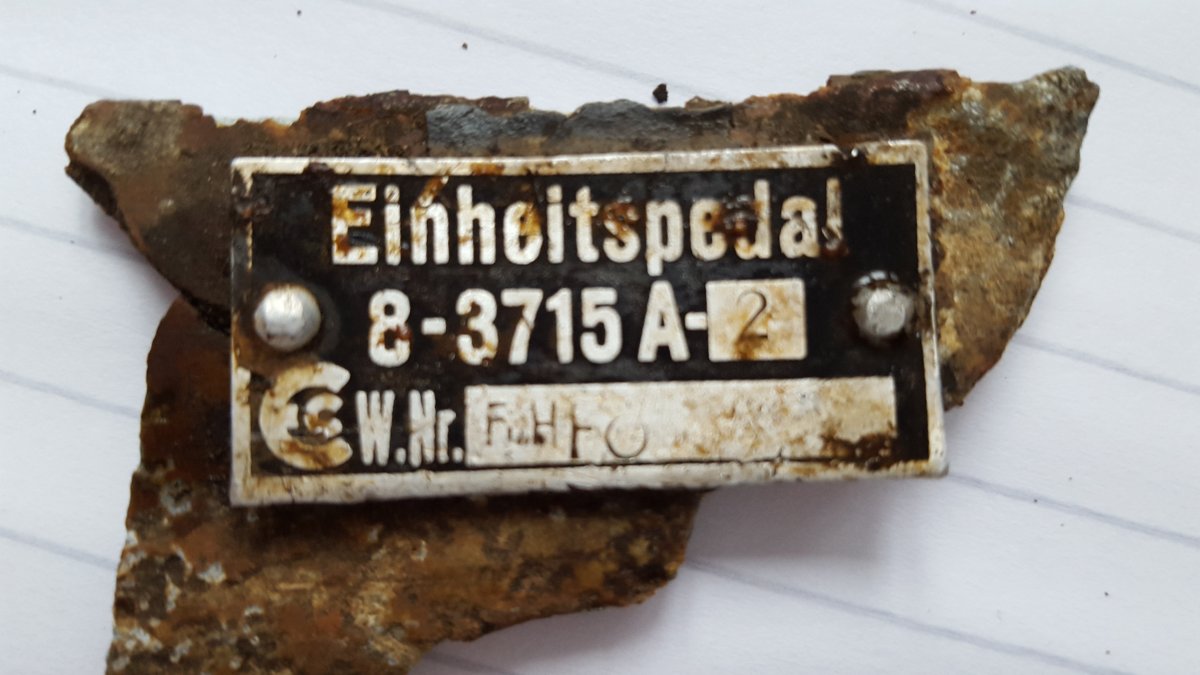 Einheitspedal
8-3715 A-2
W.Nr.